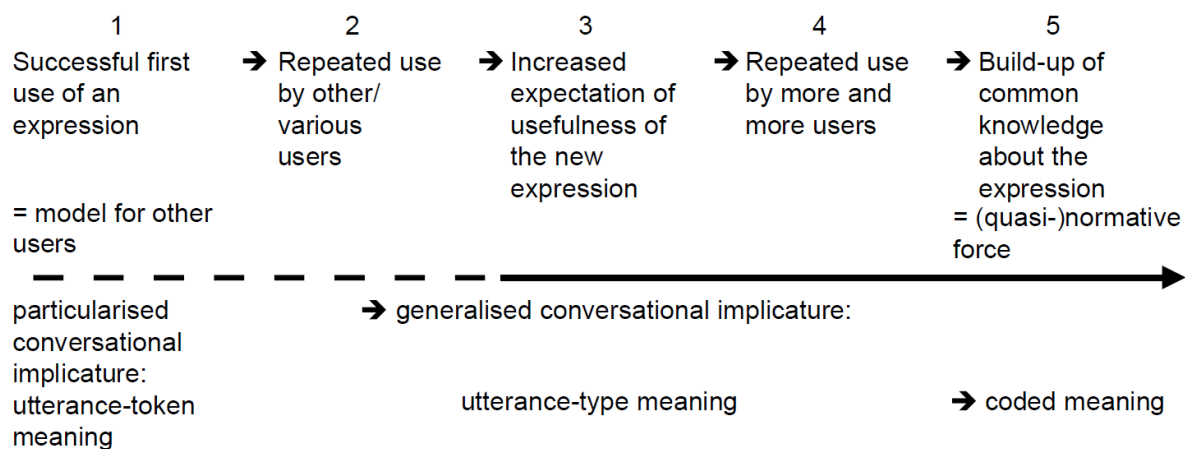 1 2 3 4 5
Successful first use of an expression
➔ Repeated use by other/ various users
➔ Increased expectation of usefulness of the new expression
➔ Repeated use by more and more users
➔ Build-up of common knowledge about the expression
= model for other users
= (quasi-)normative force
particularised conversational implicature: utterance-token meaning
➔ generalised conversational implicature:
utterance-type meaning
➔ coded meaning